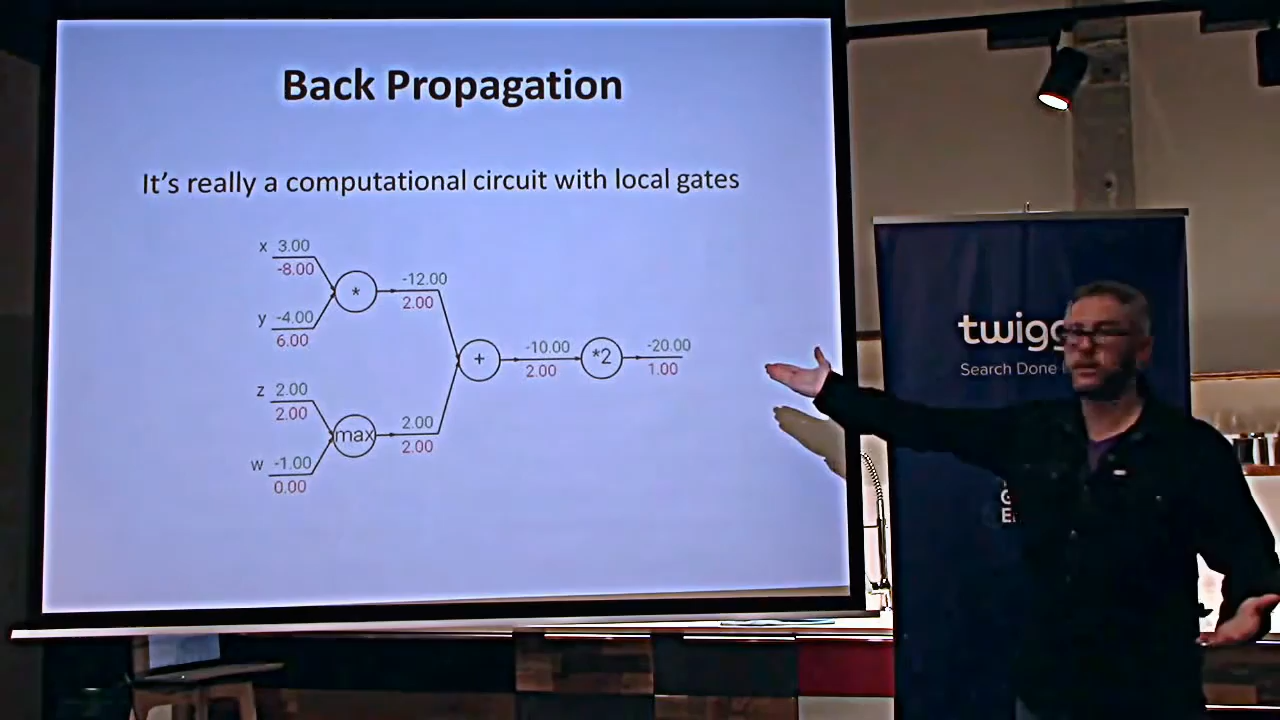 Back Propagation
It's really a computational circuit with local gates
x 3.00
-8.00
*
-12.00
2.00
y -4.00
6.00
+
-10.00
2.00
*2
-20.00
1.00
z 2.00
2.00
max
2.00
2.00
w -1.00
0.00
twigg
Search Done
G
E